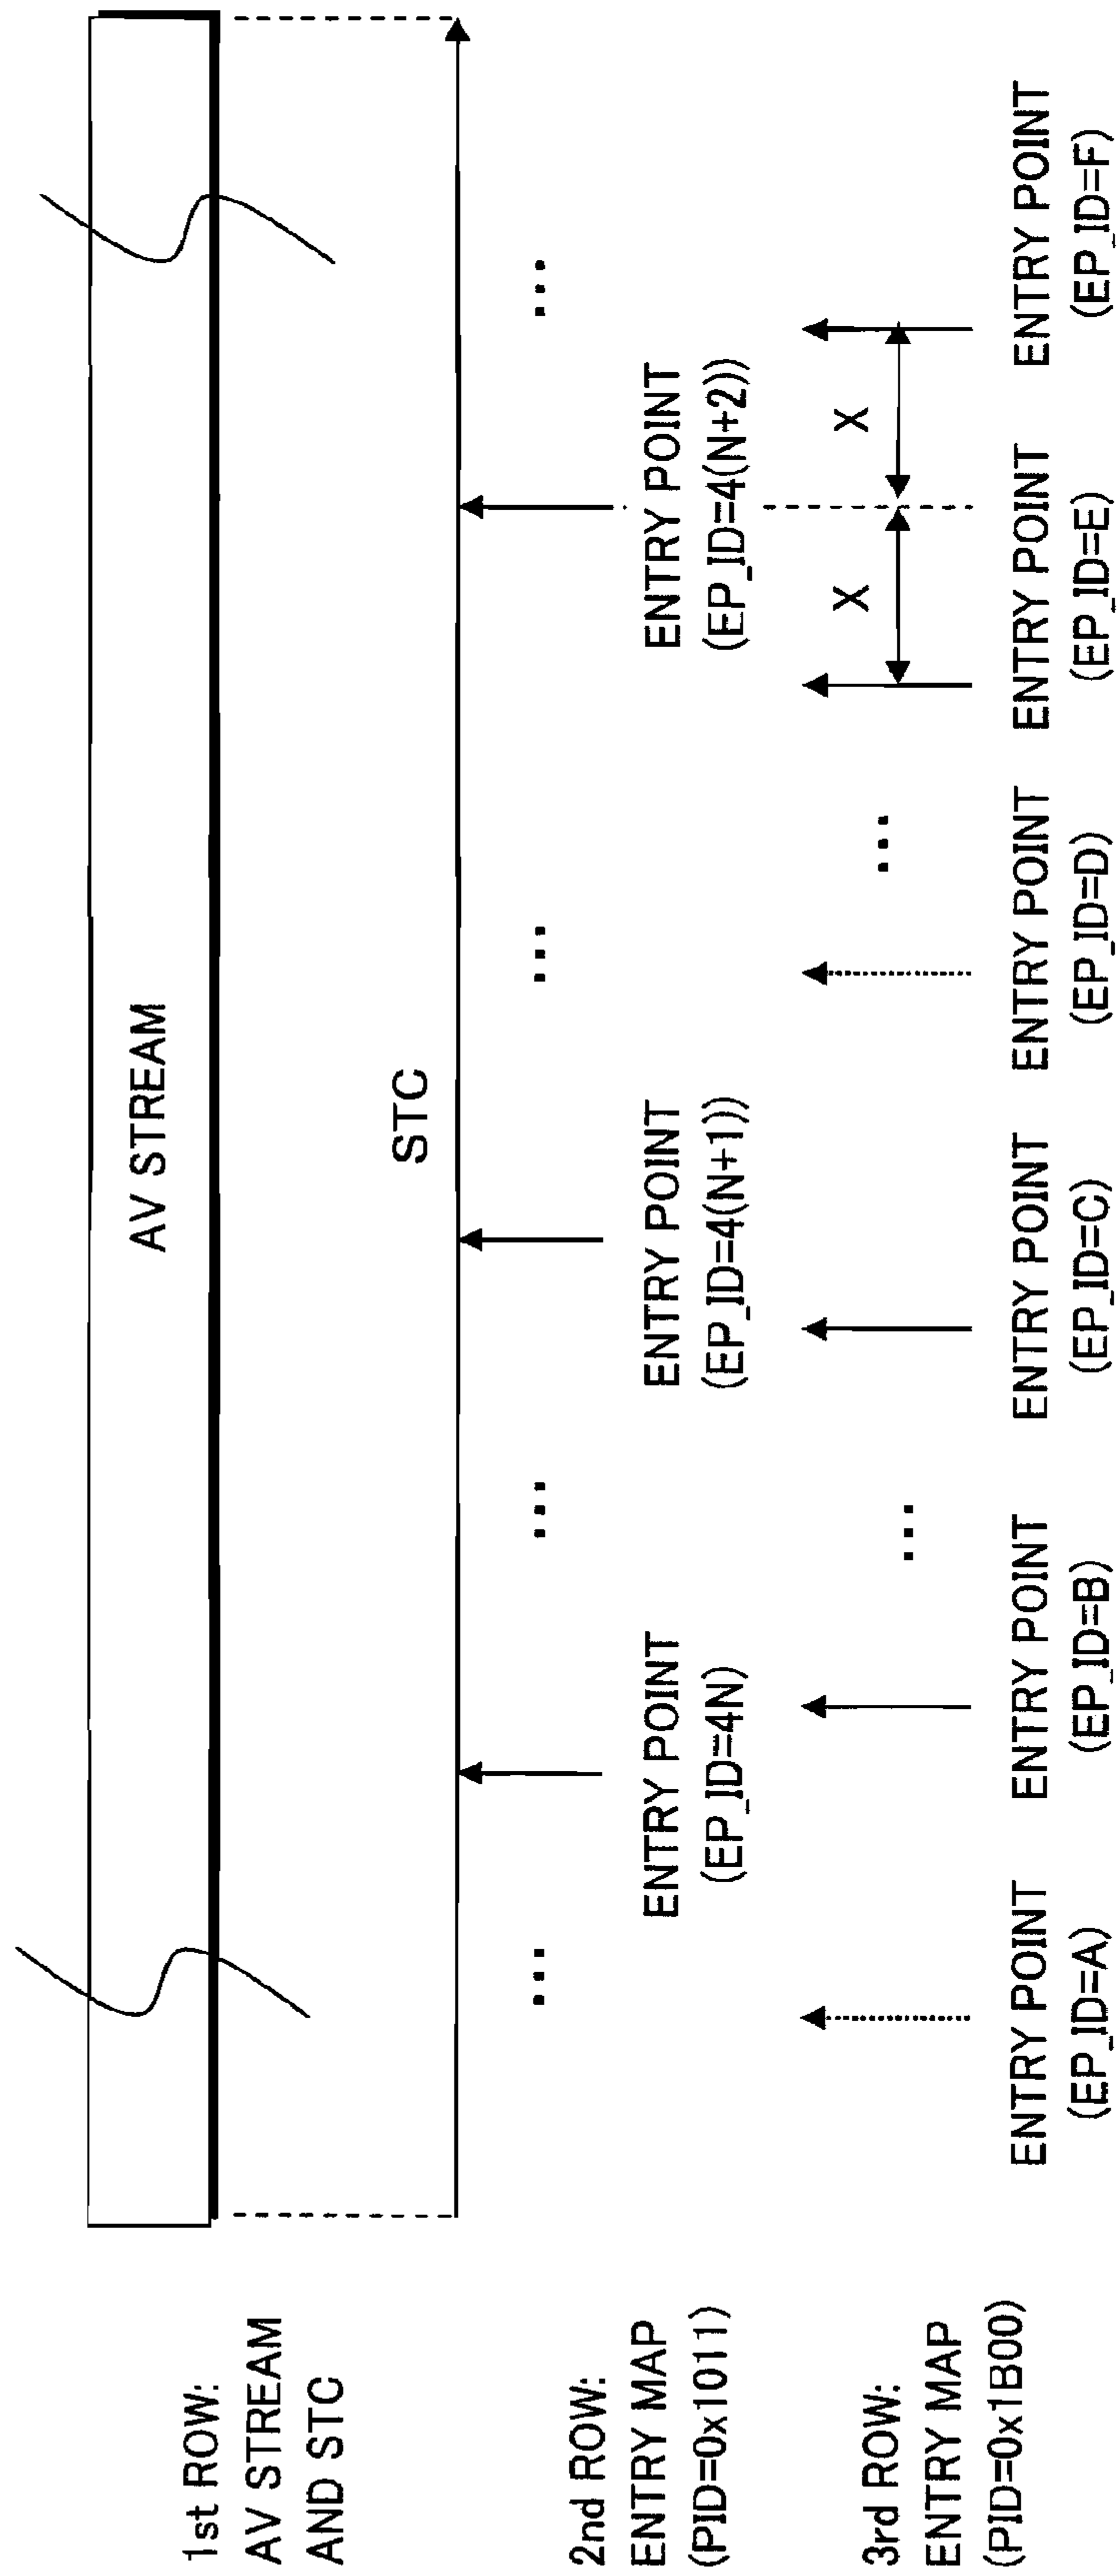 1st ROW:
AV STREAM
AND STC
AV STREAM
STC
2nd ROW:
ENTRY MAP
(PID=0x1011)
...
ENTRY POINT
(EP_ID=4N)
...
ENTRY POINT
(EP_ID=4(N+1))
...
ENTRY POINT
(EP_ID=4(N+2))
...
3rd ROW:
ENTRY MAP
(PID=0x1B00)
...
...
X
X
ENTRY POINT
(EP_ID=A)
ENTRY POINT
(EP_ID=B)
ENTRY POINT
(EP_ID=C)
ENTRY POINT
(EP_ID=D)
ENTRY POINT
(EP_ID=E)
ENTRY POINT
(EP_ID=F)